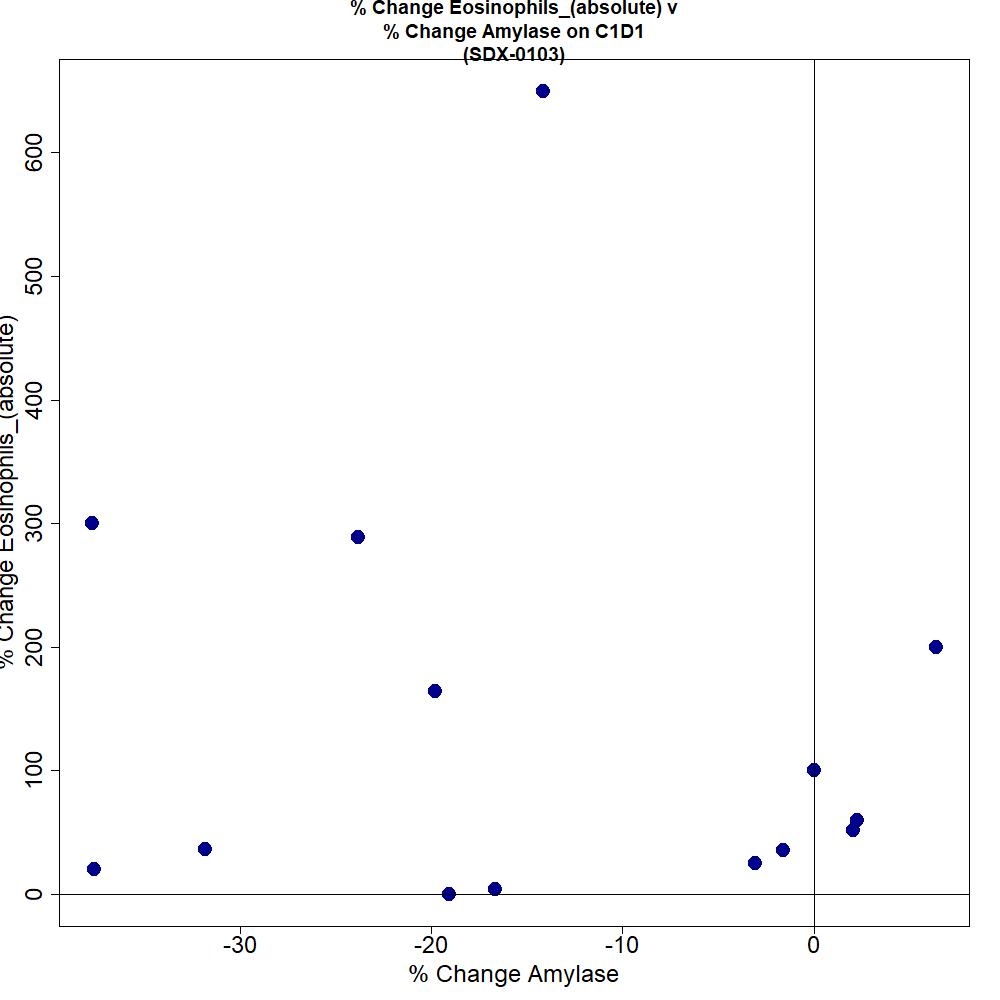 % Change Eosinophils_(absolute) v
% Change Amylase on C1D1
(SDX-0103)
600
500
400
300
200
100
0
% Change Eosinophils_(absolute)
-30
-20
-10
0
% Change Amylase